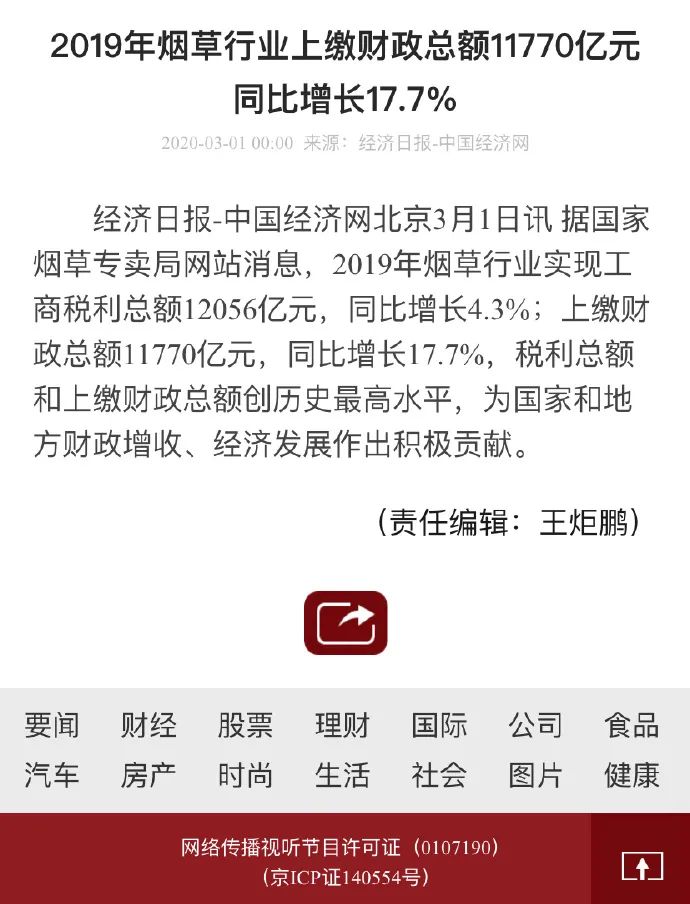 2019年烟草行业上缴财政总额11770亿元
同比增长17.7%
2020-03-01 00:00 来源：经济日报-中国经济网
经济日报-中国经济网北京3月1日讯 据国家
烟草专卖局网站消息，2019年烟草行业实现工
商税利总额12056亿元，同比增长4.3%；上缴财
政总额11770亿元，同比增长17.7%，税利总额
和上缴财政总额创历史最高水平，为国家和地
方财政增收、经济发展作出积极贡献。
（责任编辑：王炬鹏）
要闻 财经 股票 理财 国际 公司 食品
汽车 房产 时尚 生活 社会 图片 健康
网络传播视听节目许可证（0107190）
（京ICP证140554号）